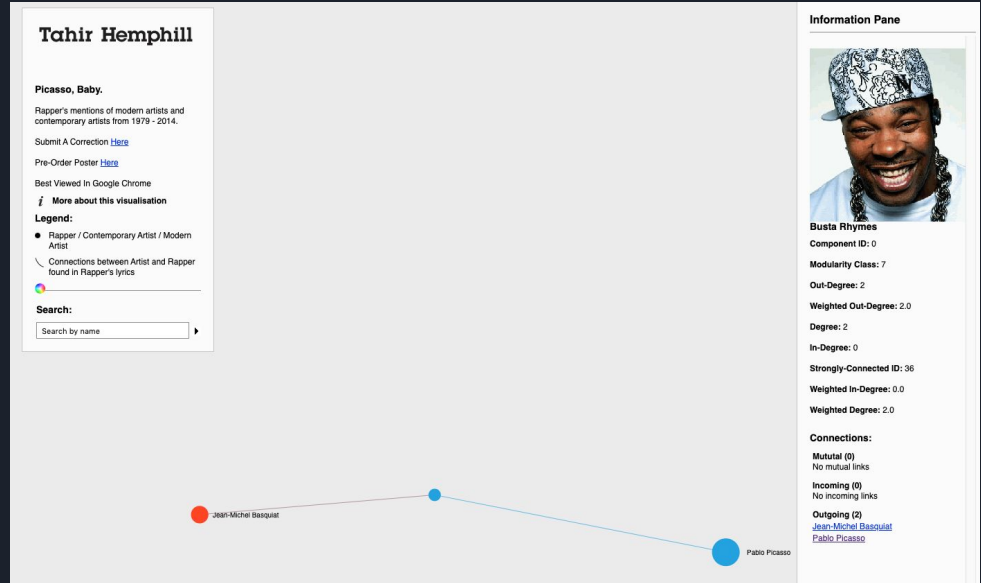 Tahir Hemphill
Picasso, Baby.
Rapper's mentions of modern artists and
contemporary artists from 1979 - 2014.
Submit A Correction Here
Pre-Order Poster Here
Best Viewed In Google Chrome
i More about this visualisation
Legend:
Rapper / Contemporary Artist / Modern
Artist
Connections between Artist and Rapper
found in Rapper's lyrics
Search:
Search by name
Jean-Michel Basquiat
Pablo Picasso
Information Pane
N
Busta Rhymes
Component ID: 0
Modularity Class: 7
Out-Degree: 2
Weighted Out-Degree: 2.0
Degree: 2
In-Degree: 0
Strongly-Connected ID: 36
Weighted In-Degree: 0.0
Weighted Degree: 2.0
Connections:
Mututal (0)
No mutual links
Incoming (0)
No incoming links
Outgoing (2)
Jean-Michel Basquiat
Pablo Picasso